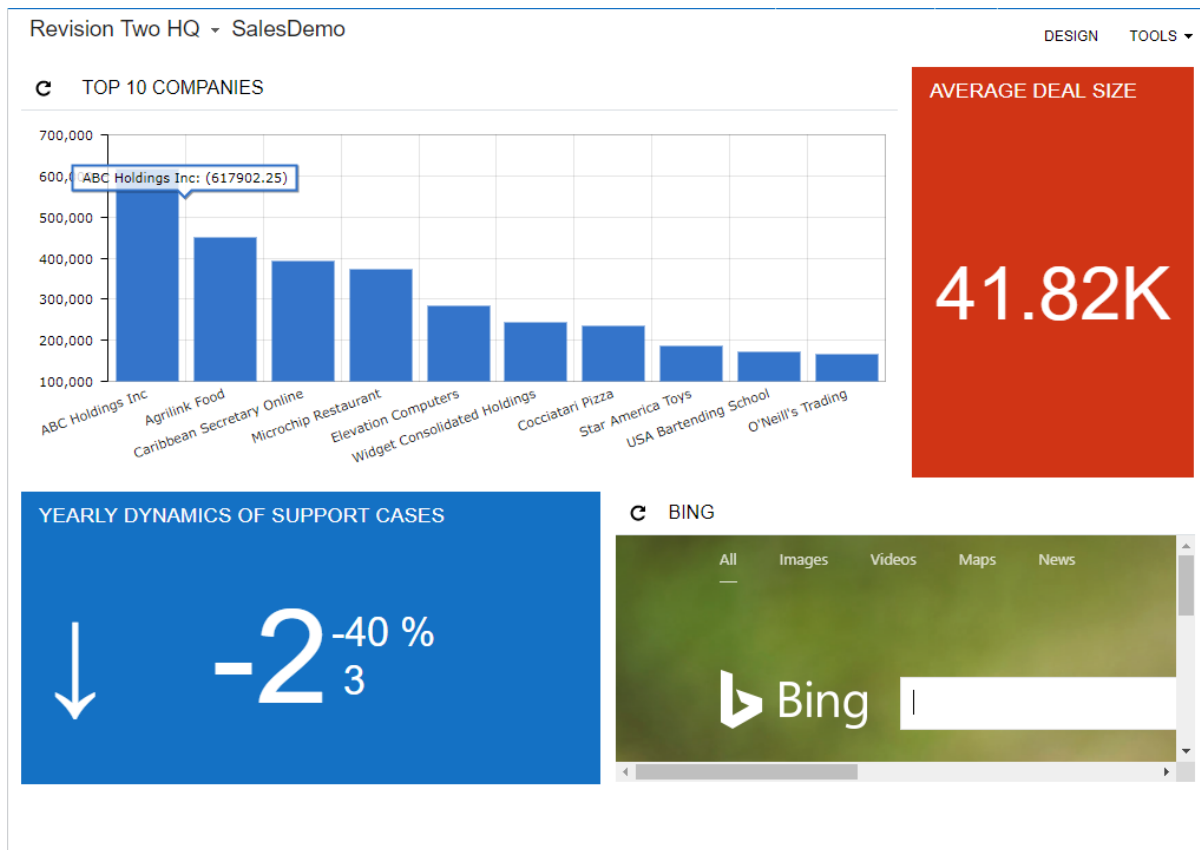 Revision Two HQ SalesDemo
DESIGN TOOLS
TOP 10 COMPANIES
700,000
600,
ABC Holdings Inc: (617902.25)
500,000
400,000
300,000
200,000
100,000
ABC Holdings Inc
Agrilink Food
Caribbean Secretary Online
Microchip Restaurant
Elevation Computers
Widget Consolidated Holdings
Cocciatari Pizza
Star America Toys
USA Bartending School
O'Neill's Trading
AVERAGE DEAL SIZE
41.82K
YEARLY DYNAMICS OF SUPPORT CASES
-2
-40 %
3
BING
All Images Videos Maps News
Bing